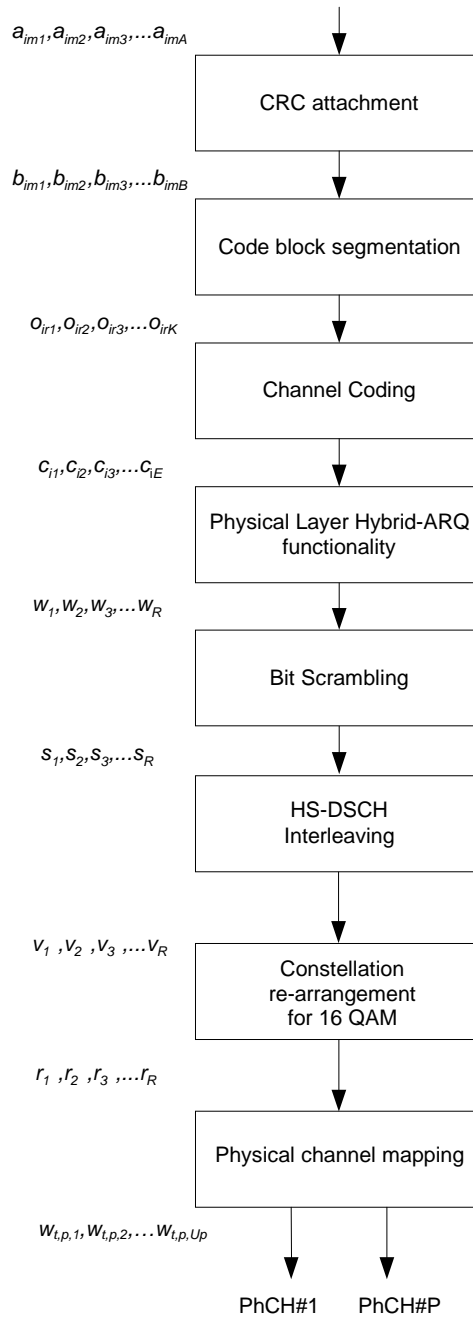 a_im1,a_im2,a_im3,...a_imA
CRC attachment
b_im1,b_im2,b_im3,...b_imB
Code block segmentation
o_ir1,o_ir2,o_ir3,...o_irK
Channel Coding
c_i1,c_i2,c_i3,...c_iE
Physical Layer Hybrid-ARQ
functionality
w_1,w_2,w_3,...w_R
Bit Scrambling
s_1,s_2,s_3,...s_R
HS-DSCH
Interleaving
v_1 ,v_2 ,v_3 ,...v_R
Constellation
re-arrangement
for 16 QAM
r_1 ,r_2 ,r_3 ,...r_R
Physical channel mapping
w_t,p,1,w_t,p,2,...w_t,p,Up
PhCH#1 PhCH#P